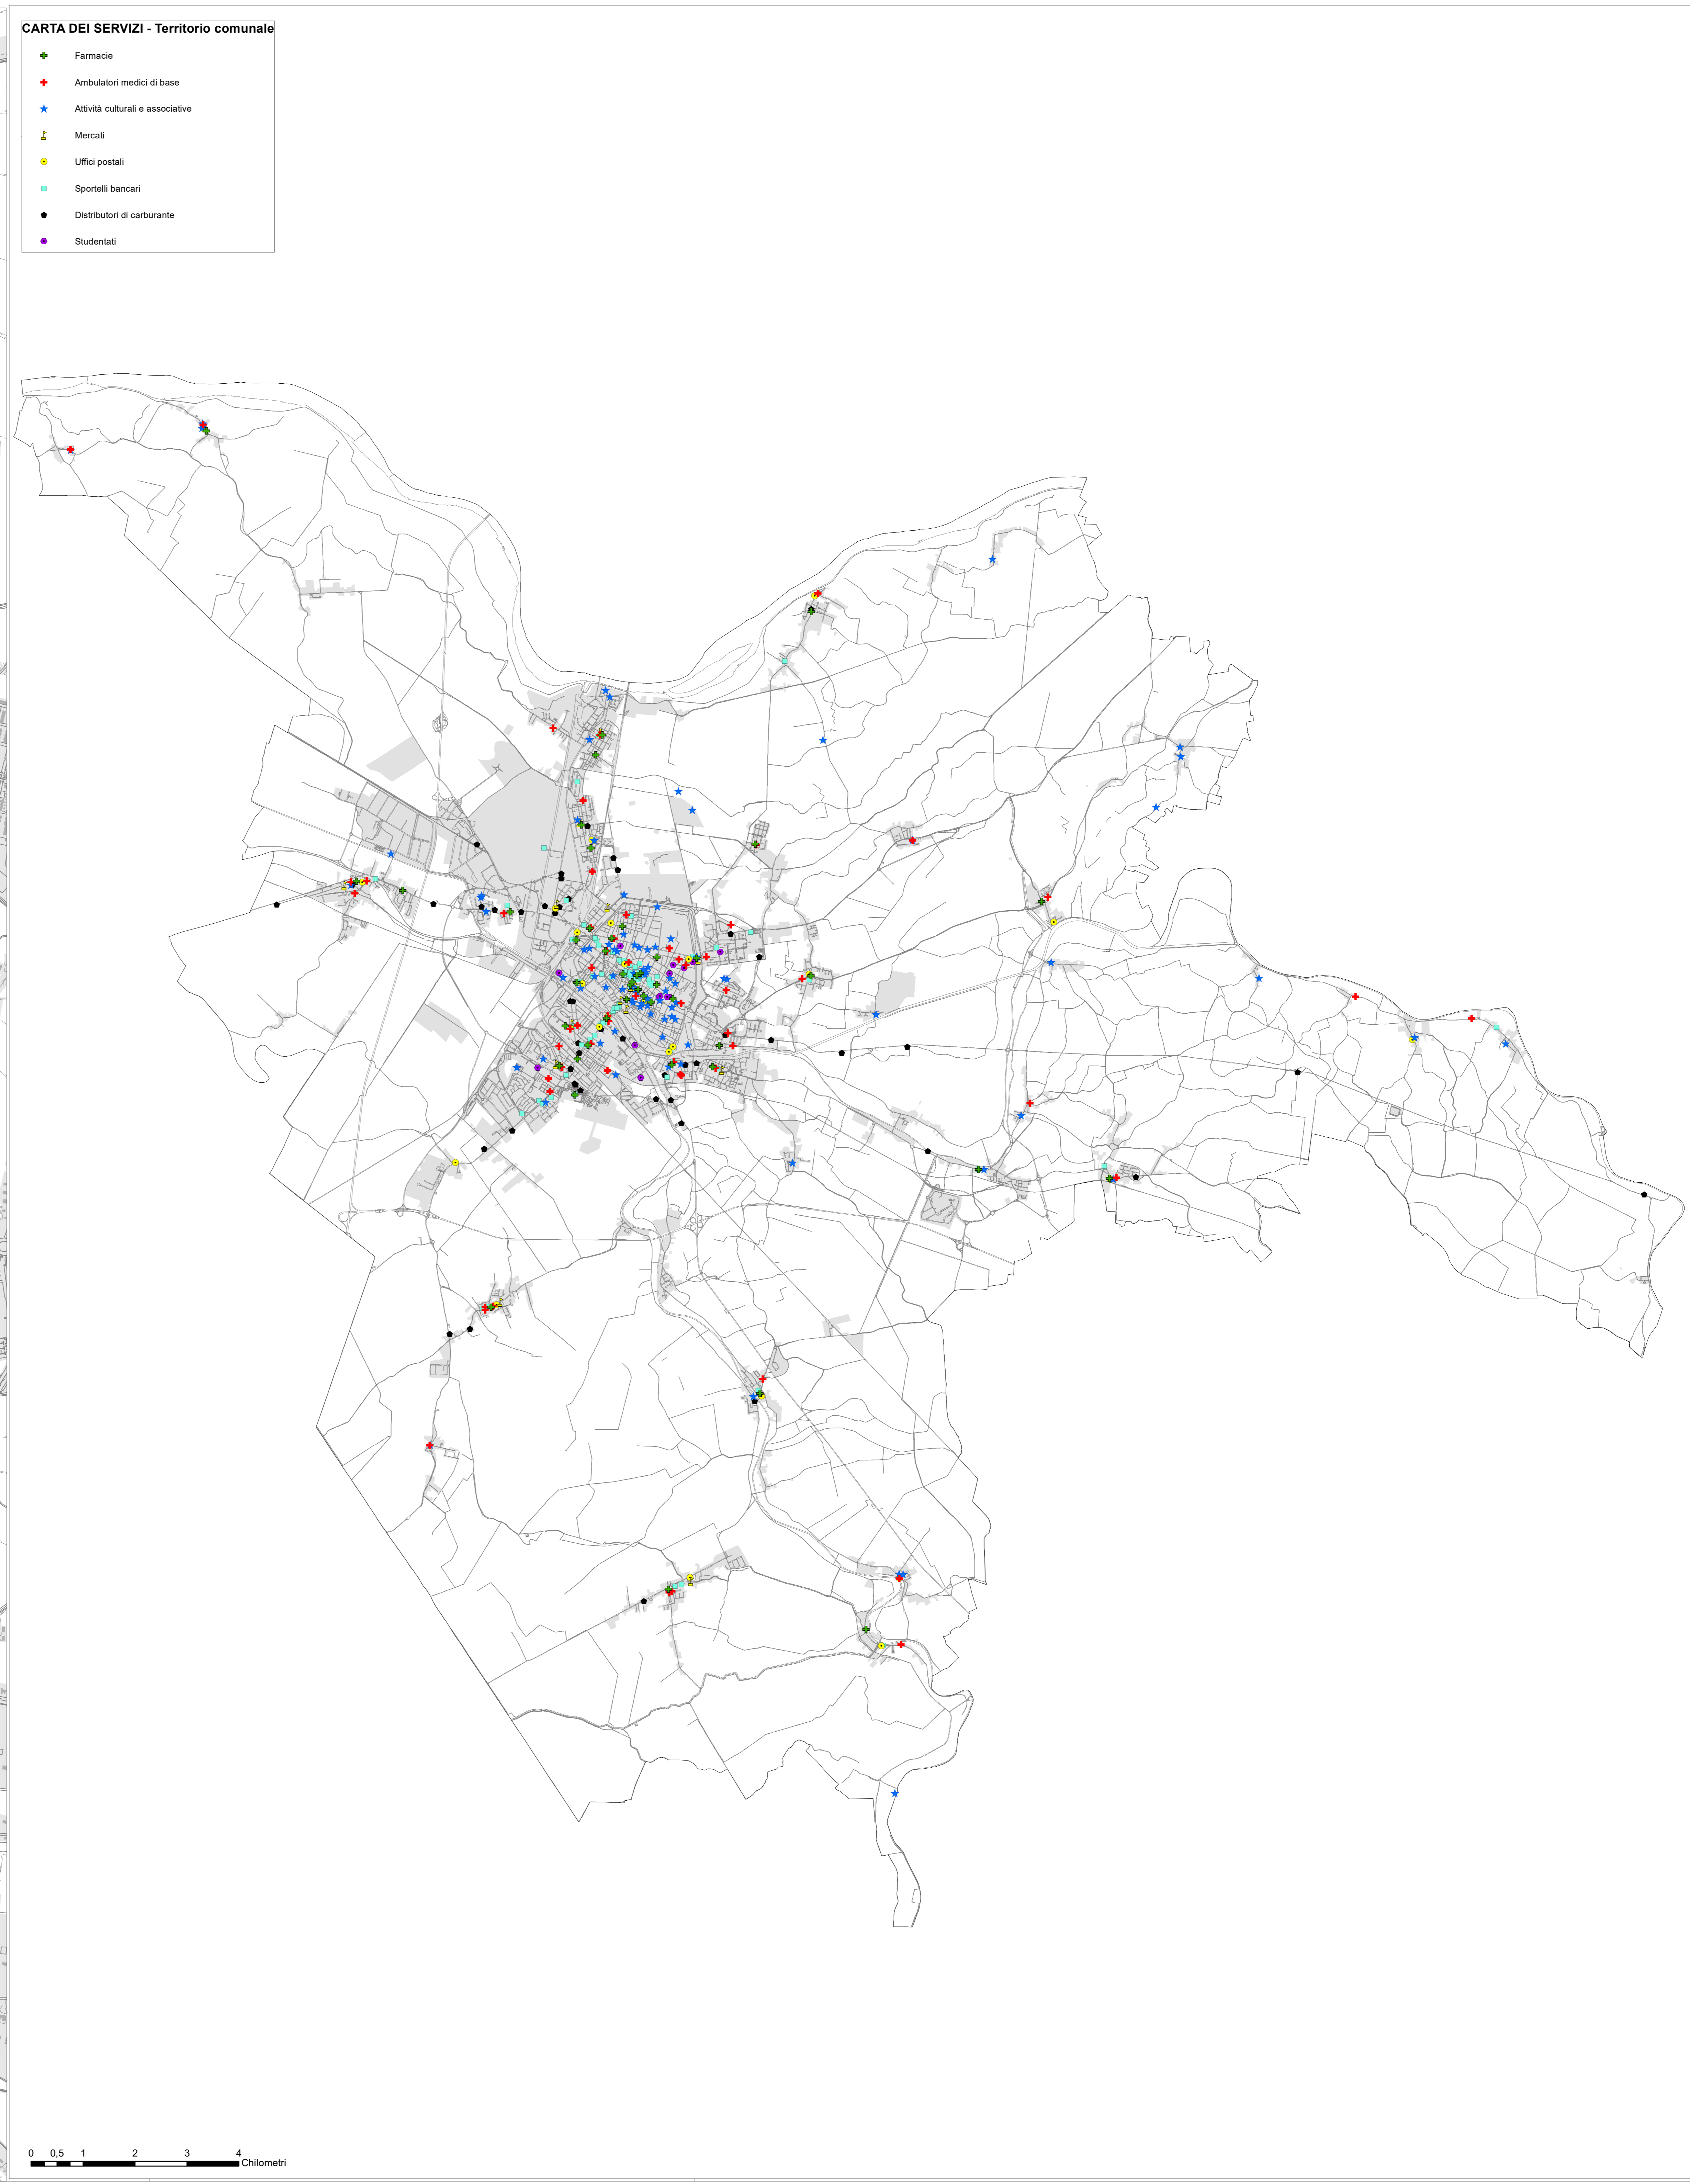 CARTA DEI SERVIZI - Territorio comunale
Farmacie
Ambulatori medici di base
Attività culturali e associative
Mercati
Uffici postali
Sportelli bancari
Distributori di carburante
Studentati
0 0,5 1 2 3 4
Chilometri